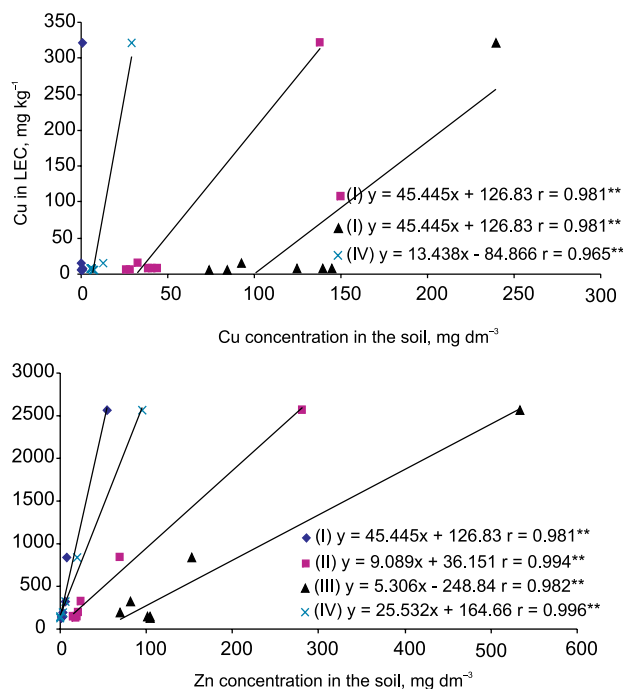 350
300
250
200
150
100
50
0
Cu in LEC, mg kg⁻¹
(I) y = 45.445x + 126.83 r = 0.981**
(I) y = 45.445x + 126.83 r = 0.981**
(IV) y = 13.438x - 84.866 r = 0.965**
0 50 100 150 200 250 300
Cu concentration in the soil, mg dm⁻³
3000
2500
2000
1500
1000
500
0
(I) y = 45.445x + 126.83 r = 0.981**
(II) y = 9.089x + 36.151 r = 0.994**
(III) y = 5.306x - 248.84 r = 0.982**
(IV) y = 25.532x + 164.66 r = 0.996**
0 100 200 300 400 500 600
Zn concentration in the soil, mg dm⁻³